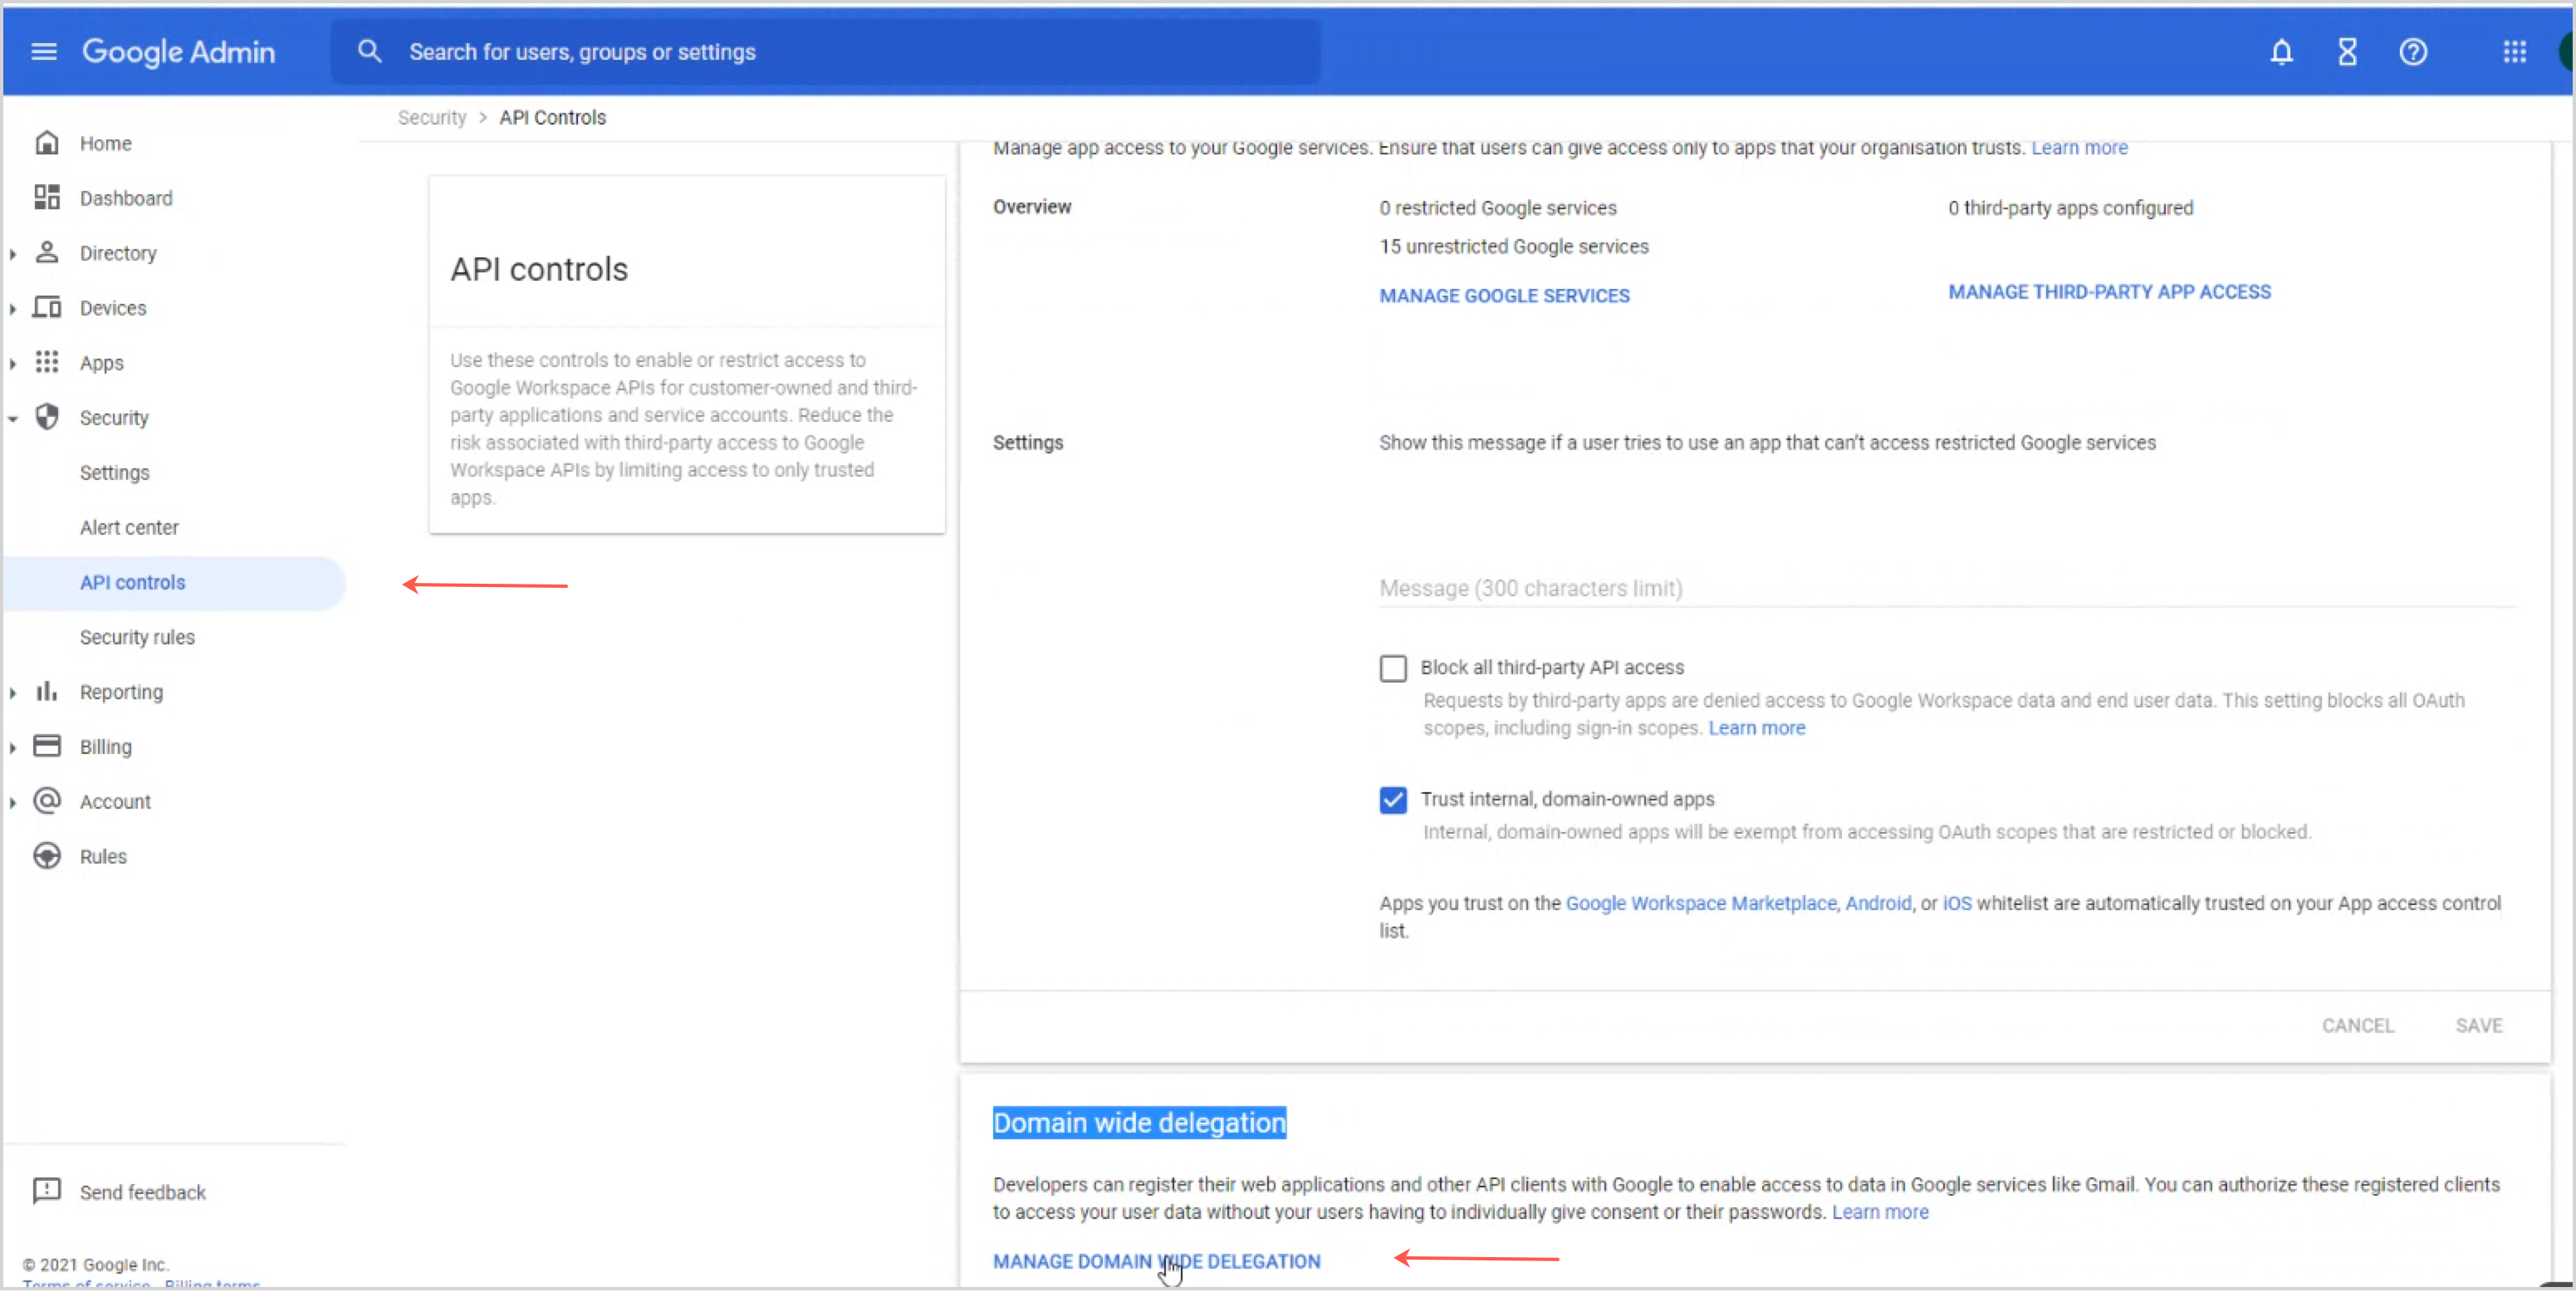 Google Admin
Search for users, groups or settings
Security > API Controls
Home
Dashboard
Directory
Devices
Apps
Security
Settings
Alert center
API controls
Security rules
Reporting
Billing
Account
Rules
Send feedback
© 2021 Google Inc.
Terms of service - Billing terms
API controls
Use these controls to enable or restrict access to
Google Workspace APIs for customer-owned and third-
party applications and service accounts. Reduce the
risk associated with third-party access to Google
Workspace APIs by limiting access to only trusted
apps.
Manage app access to your Google services. Ensure that users can give access only to apps that your organisation trusts. Learn more
Overview
0 restricted Google services
15 unrestricted Google services
MANAGE GOOGLE SERVICES
0 third-party apps configured
MANAGE THIRD-PARTY APP ACCESS
Settings
Show this message if a user tries to use an app that can't access restricted Google services
Message (300 characters limit)
Block all third-party API access
Requests by third-party apps are denied access to Google Workspace data and end user data. This setting blocks all OAuth
scopes, including sign-in scopes. Learn more
Trust internal, domain-owned apps
Internal, domain-owned apps will be exempt from accessing OAuth scopes that are restricted or blocked.
Apps you trust on the Google Workspace Marketplace, Android, or iOS whitelist are automatically trusted on your App access control
list.
CANCEL
SAVE
Domain wide delegation
Developers can register their web applications and other API clients with Google to enable access to data in Google services like Gmail. You can authorize these registered clients
to access your user data without your users having to individually give consent or their passwords. Learn more
MANAGE DOMAIN WIDE DELEGATION